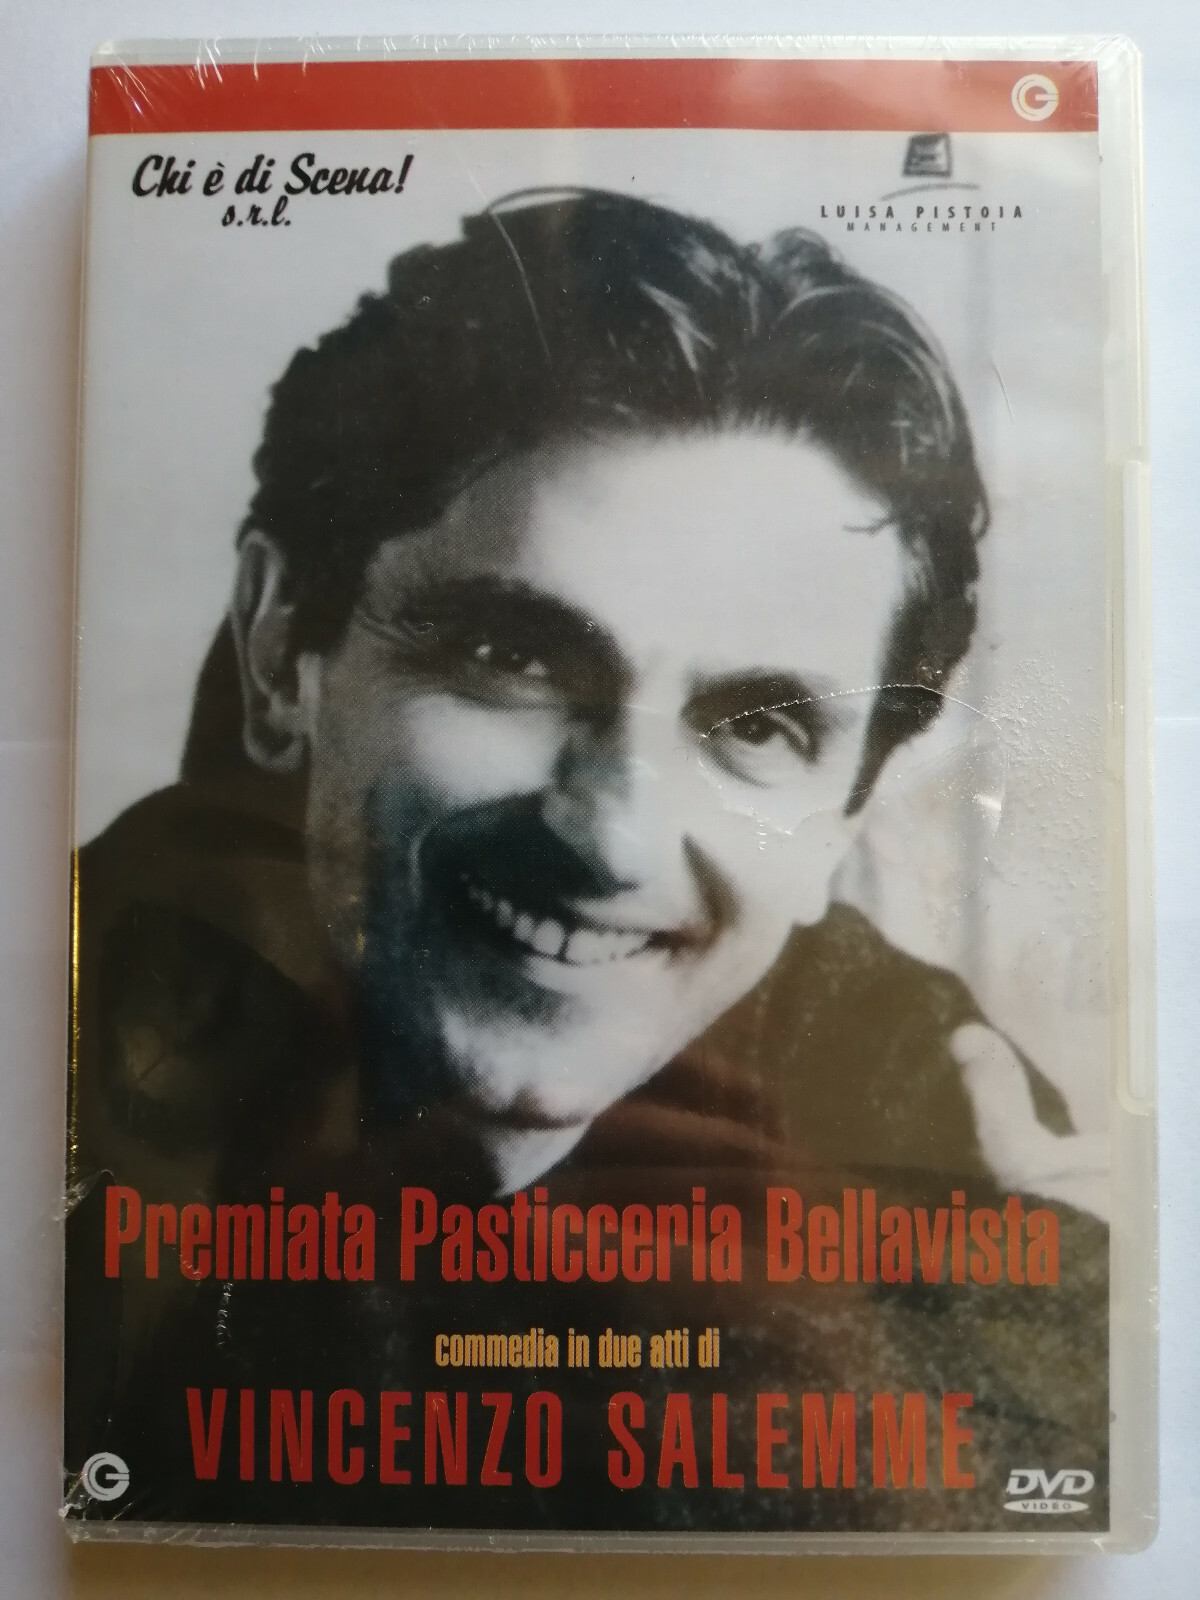 Chi è di Scena!
s.r.l.
LUISA PISTOIA
MANAGEMENT
Premiata Pasticceria Bellavista
commedia in due atti di
VINCENZO SALEMME
DVD
VIDEO